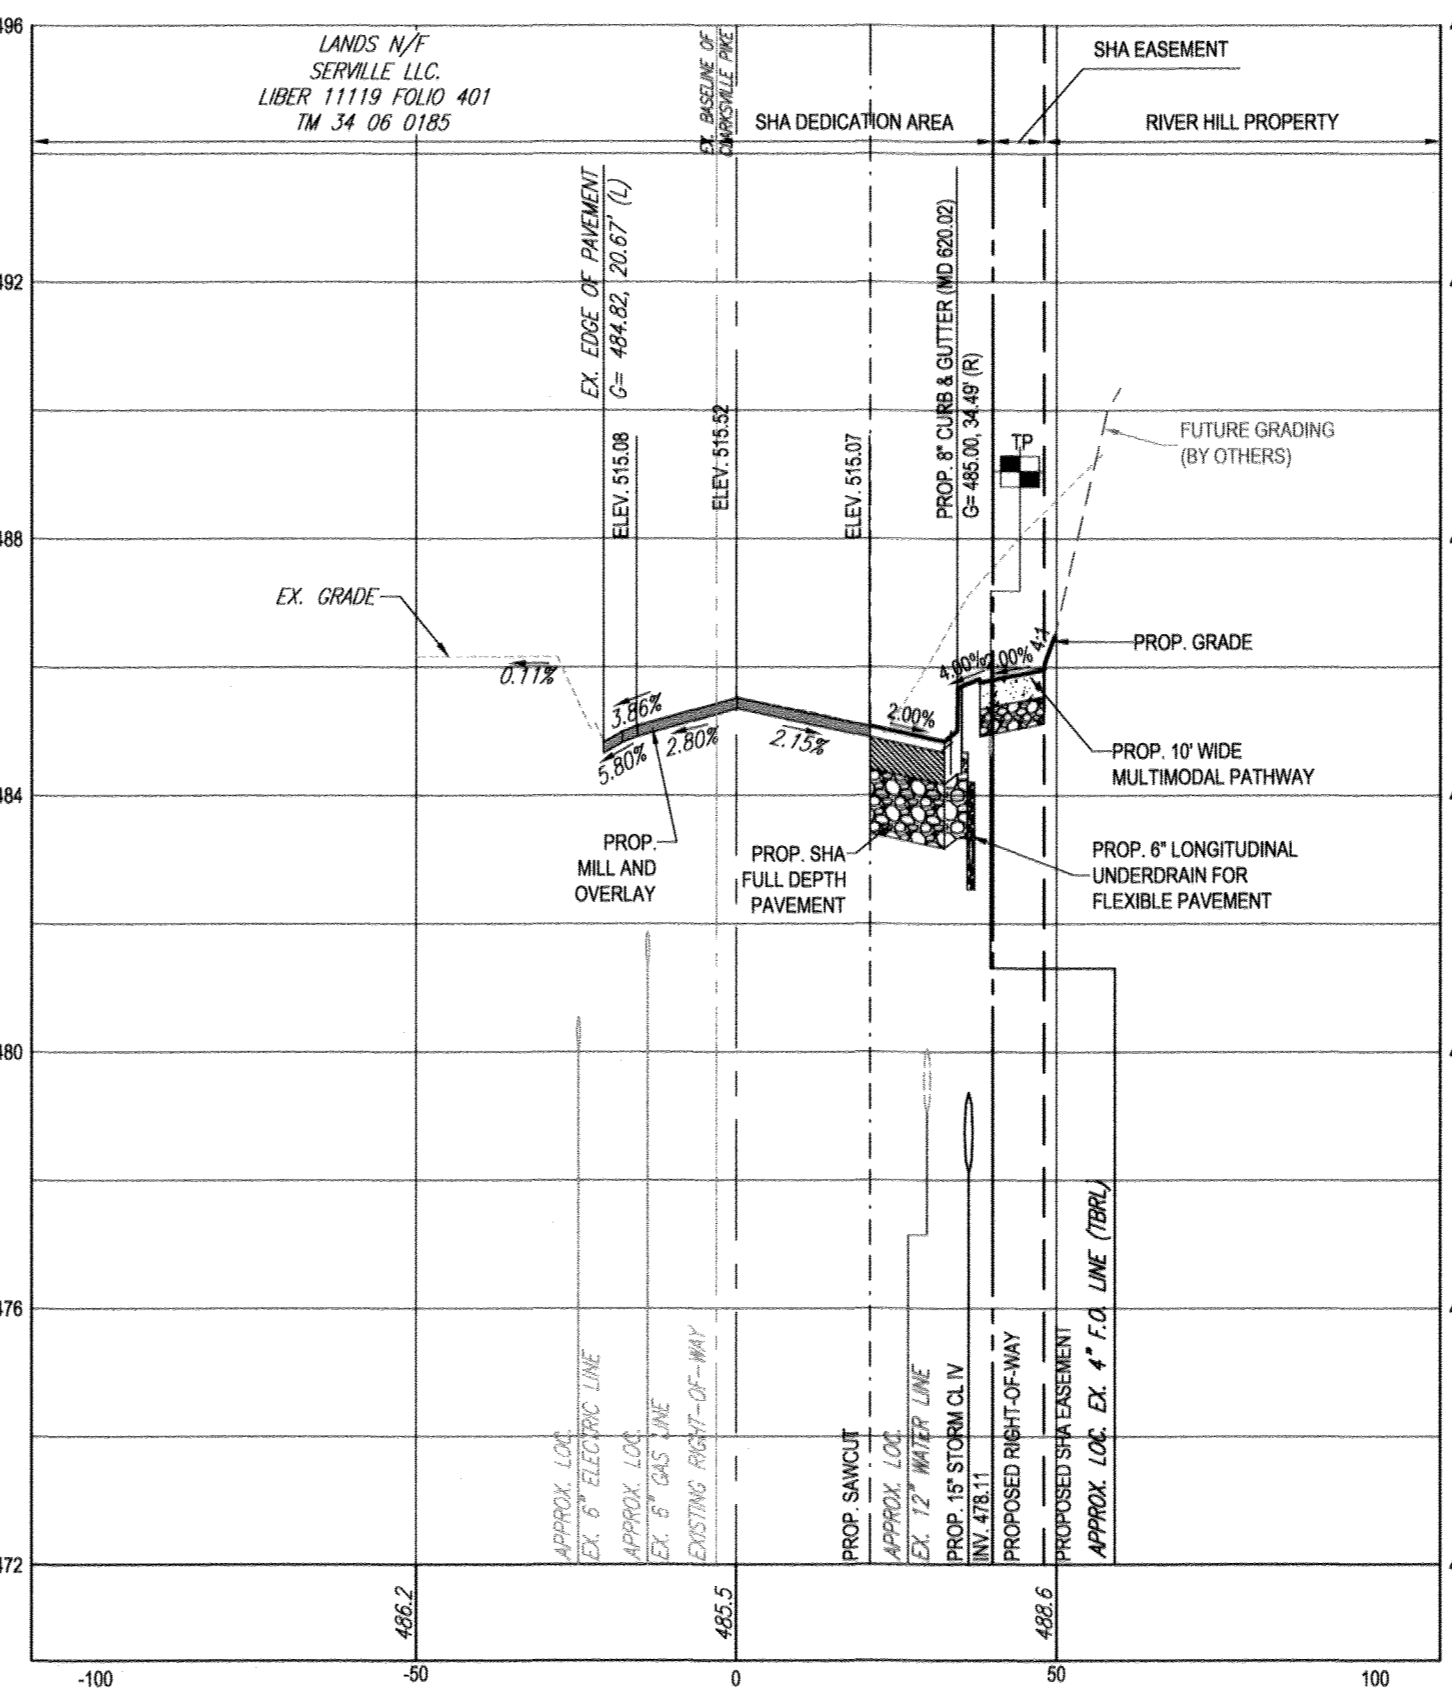 496
LANDS N/F
SERVILLE LLC.
LIBER 11119 FOLIO 401
TM 34 06 0185
EX. BASELINE OF
CLARKSVILLE PIKE
SHA DEDICATION AREA
SHA EASEMENT
RIVER HILL PROPERTY
EX. EDGE OF PAVEMENT
G= 484.82, 20.67' (L)
ELEV. 515.08
ELEV. 515.52
ELEV. 515.07
PROP. 8" CURB & GUTTER (MD 620.02)
G= 485.00, 34.49' (R)
TP
FUTURE GRADING
(BY OTHERS)
492
488
EX. GRADE
0.11%
3.86%
5.80%
2.80%
2.15%
2.00%
4.00%
2.00%
4:1
PROP. GRADE
PROP. 10' WIDE
MULTIMODAL PATHWAY
484
PROP.
MILL AND
OVERLAY
PROP. SHA
FULL DEPTH
PAVEMENT
PROP. 6" LONGITUDINAL
UNDERDRAIN FOR
FLEXIBLE PAVEMENT
480
476
APPROX. LOC.
EX. 6" ELECTRIC LINE
APPROX. LOC.
EX. 6" GAS LINE
EXISTING RIGHT-OF-WAY
PROP. SAWCUT
APPROX. LOC.
EX. 12" WATER LINE
PROP. 15" STORM CL IV
INV. 478.11
PROPOSED RIGHT-OF-WAY
PROPOSED SHA EASEMENT
APPROX. LOC. EX. 4" F.O. LINE (TBRL)
472
486.2
485.5
488.6
-100
-50
0
50
100